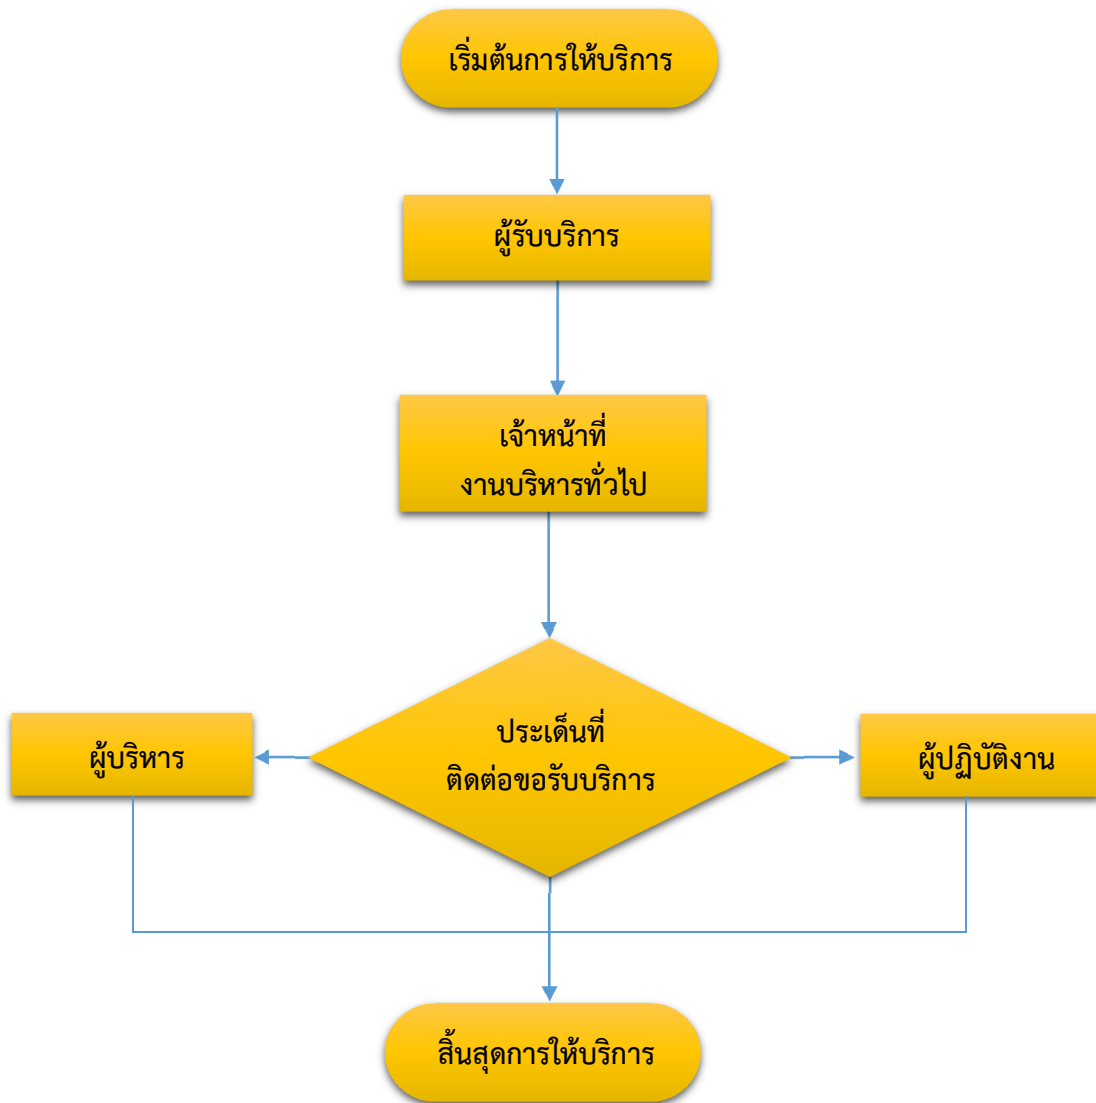 เริ่มต้นการให้บริการ
ผู้รับบริการ
เจ้าหน้าที่
งานบริหารทั่วไป
ประเด็นที่
ติดต่อขอรับบริการ
ผู้บริหาร
ผู้ปฏิบัติงาน
สิ้นสุดการให้บริการ